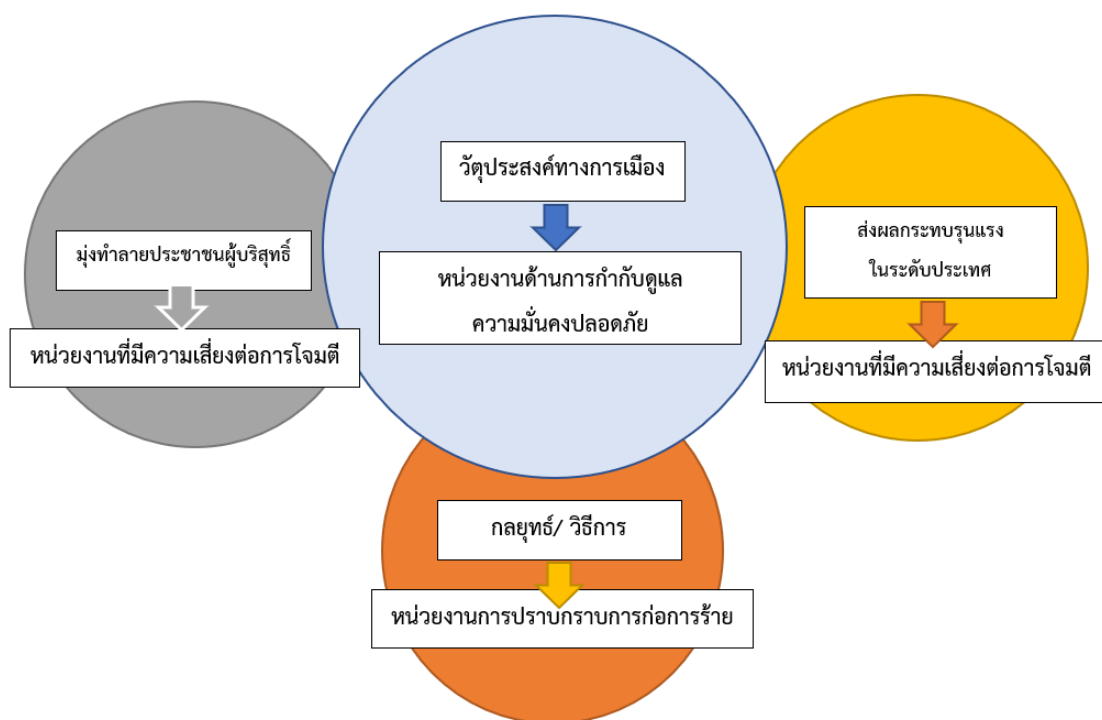 วัตุประสงค์ทางการเมือง
หน่วยงานด้านการกำกับดูแล
ความมั่นคงปลอดภัย
มุ่งทำลายประชาชนผู้บริสุทธิ์
หน่วยงานที่มีความเสี่ยงต่อการโจมตี
ส่งผลกระทบรุนแรง
ในระดับประเทศ
หน่วยงานที่มีความเสี่ยงต่อการโจมตี
กลยุทธ์/ วิธีการ
หน่วยงานการปราบกราบการก่อการร้าย